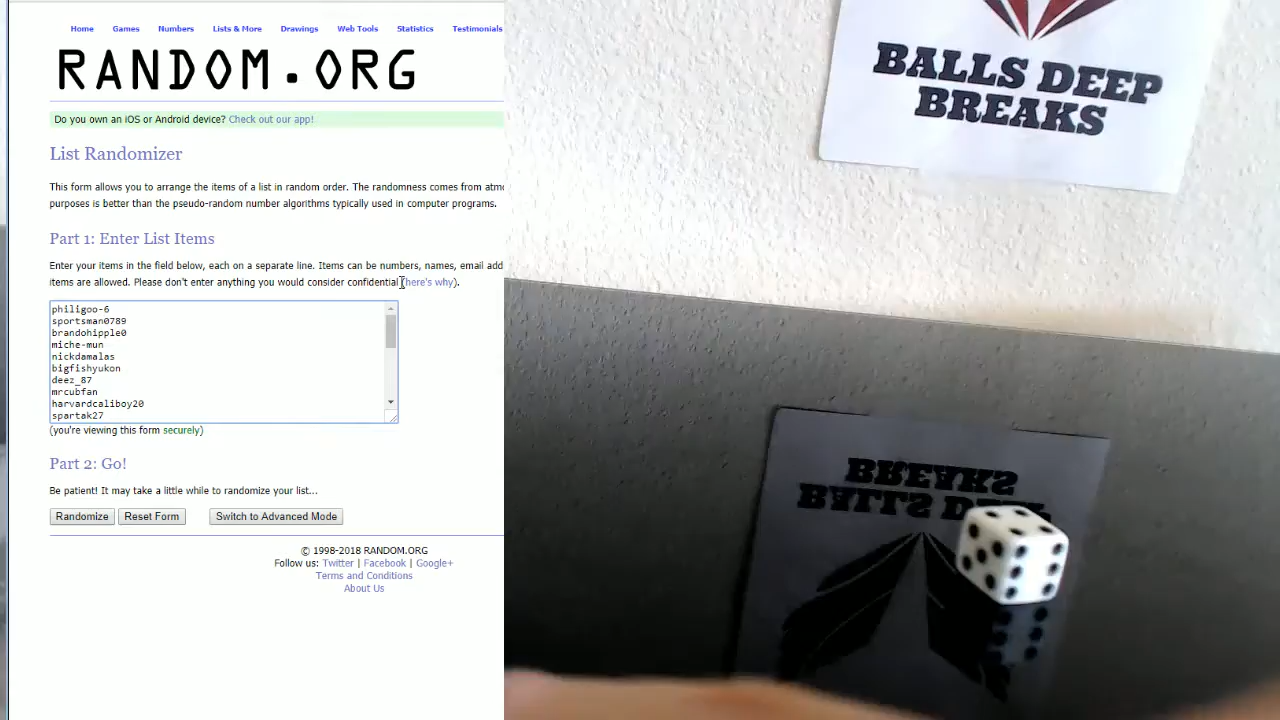 Home Games Numbers Lists & More Drawings Web Tools Statistics Testimonials
RANDOM.ORG
Do you own an iOS or Android device? Check out our app!
List Randomizer
This form allows you to arrange the items of a list in random order. The randomness comes from atmo
purposes is better than the pseudo-random number algorithms typically used in computer programs.
Part 1: Enter List Items
Enter your items in the field below, each on a separate line. Items can be numbers, names, email add
items are allowed. Please don't enter anything you would consider confidential (here's why).
philigoo-6
sportsman0789
brandohipple0
miche-mun
nickdamalas
bigfishyukon
deez_87
mrcubfan
harvardcaliboy20
spartak27
(you're viewing this form securely)
Part 2: Go!
Be patient! It may take a little while to randomize your list...
Randomize Reset Form Switch to Advanced Mode
© 1998-2018 RANDOM.ORG
Follow us: Twitter | Facebook | Google+
Terms and Conditions
About Us
BALLS DEEP
BREAKS
BREAKS
BALLS DEEP